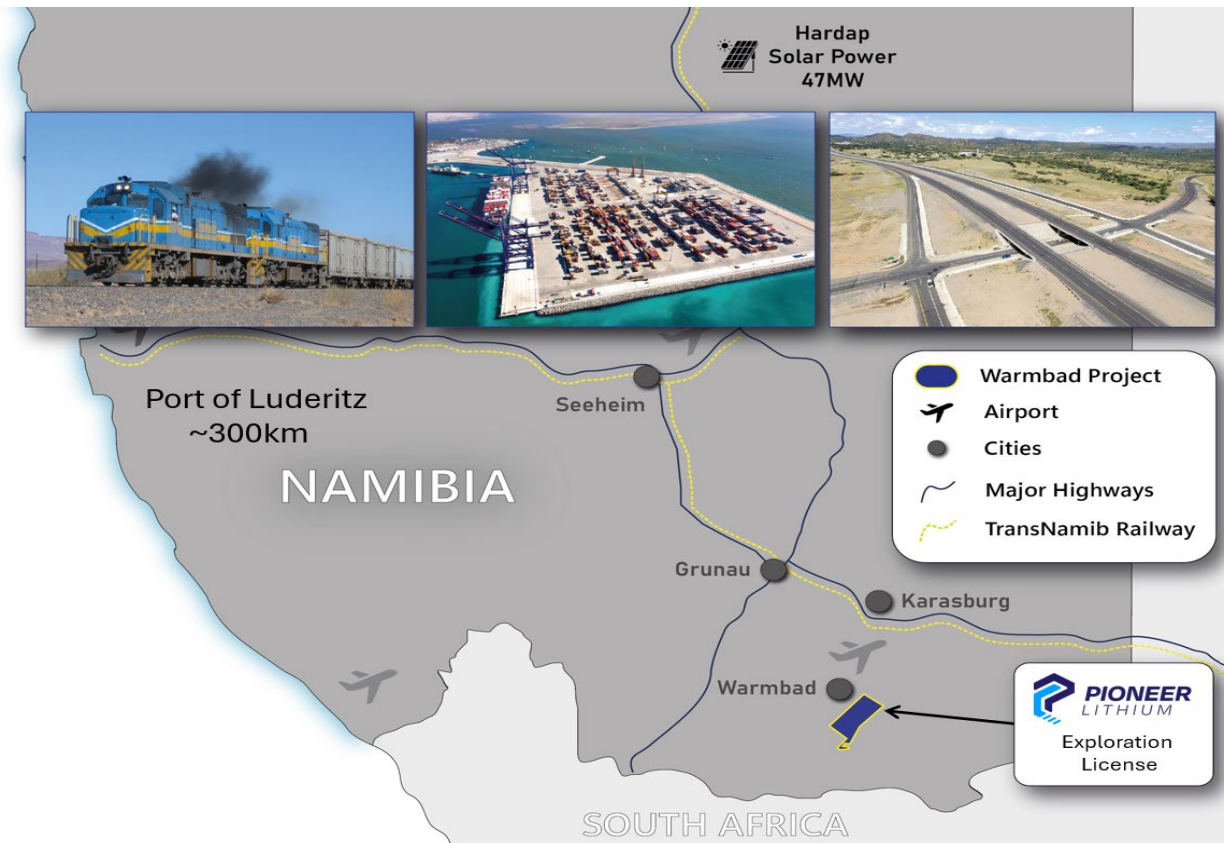 Hardap
Solar Power
47MW
Port of Luderitz
~300km
Seeheim
NAMIBIA
Warmbad Project
Airport
Cities
Major Highways
TransNamib Railway
Grunau
Karasburg
Warmbad
PIONEER
LITHIUM
Exploration
License
SOUTH AFRICA